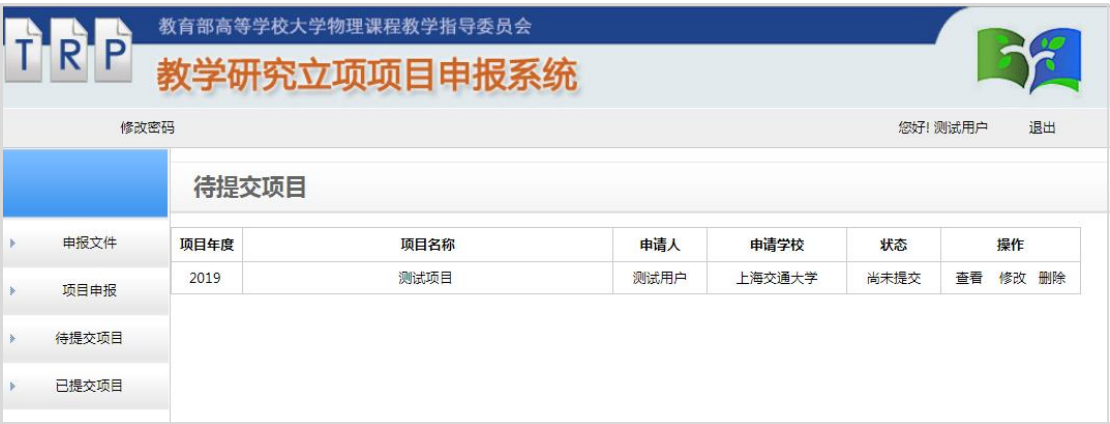 TRP
教育部高等学校大学物理课程教学指导委员会
教学研究立项项目申报系统
修改密码 您好! 测试用户 退出
待提交项目
申报文件
项目申报
待提交项目
已提交项目
项目年度 项目名称 申请人 申请学校 状态 操作
2019 测试项目 测试用户 上海交通大学 尚未提交 查看 修改 删除